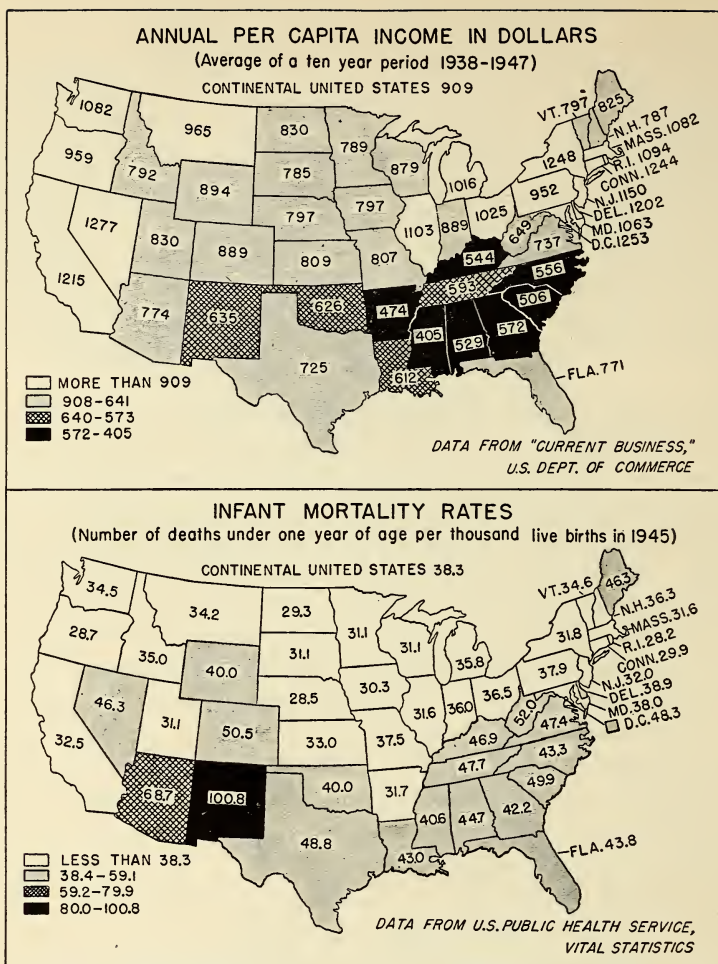 ANNUAL PER CAPITA INCOME IN DOLLARS
(Average of a ten year period 1938-1947)
CONTINENTAL UNITED STATES 909
1082
965
830
789
VT. 797
825
N.H. 787
MASS. 1082
R.I. 1094
CONN. 1244
N.J. 1150
DEL. 1202
MD. 1063
D.C. 1253
959
792
894
785
879
1016
1248
952
1277
830
889
797
797
1103
889
1025
649
737
1215
809
807
544
556
774
635
626
474
593
506
725
612
405
529
572
FLA. 771
MORE THAN 909
908-641
640-573
572-405
DATA FROM "CURRENT BUSINESS,"
U.S. DEPT. OF COMMERCE
INFANT MORTALITY RATES
(Number of deaths under one year of age per thousand live births in 1945)
CONTINENTAL UNITED STATES 38.3
34.5
34.2
29.3
31.1
VT. 34.6
46.3
N.H. 36.3
MASS. 31.6
R.I. 28.2
CONN. 29.9
N.J. 32.0
DEL. 38.9
MD. 38.0
D.C. 48.3
28.7
35.0
40.0
31.1
31.1
35.8
31.8
37.9
46.3
31.1
50.5
28.5
30.3
31.6
36.0
36.5
52.0
47.4
32.5
33.0
37.5
46.9
43.3
68.7
100.8
40.0
31.7
47.7
49.9
48.8
43.0
40.6
44.7
42.2
FLA. 43.8
LESS THAN 38.3
38.4-59.1
59.2-79.9
80.0-100.8
DATA FROM U.S. PUBLIC HEALTH SERVICE,
VITAL STATISTICS